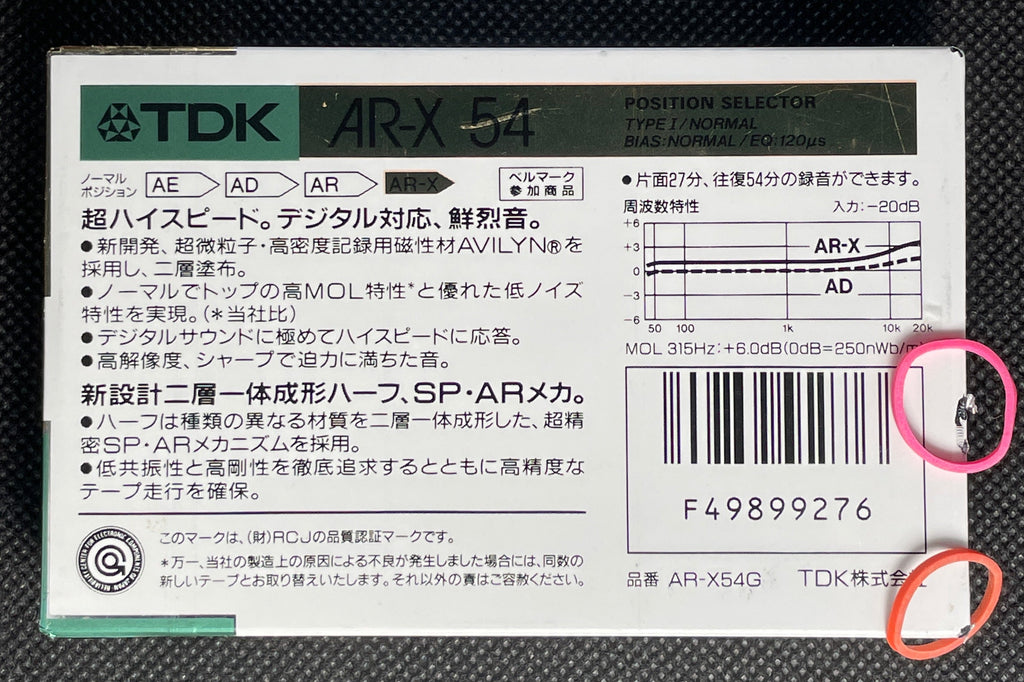 TDK AR-X 54
POSITION SELECTOR
TYPE I/NORMAL
BIAS:NORMAL/EQ:120μs
ノーマル
ポジション
AE AD AR AR-X
ベルマーク
参加商品
超ハイスピード。デジタル対応、鮮烈音。
●新開発、超微粒子・高密度記録用磁性材AVILYN®を
採用し、二層塗布。
●ノーマルでトップの高MOL特性*と優れた低ノイズ
特性を実現。(*当社比)
●デジタルサウンドに極めてハイスピードに応答。
●高解像度、シャープで迫力に満ちた音。
新設計二層一体成形ハーフ、SP・ARメカ。
●ハーフは種類の異なる材質を二層一体成形した、超精
密SP・ARメカニズムを採用。
●低共振性と高剛性を徹底追求するとともに高精度な
テープ走行を確保。
このマークは、(財)RCJの品質認証マークです。
*万一、当社の製造上の原因による不良が発生しました場合には、同数の
新しいテープとお取り替えいたします。それ以外の責はご容赦ください。
●片面27分、往復54分の録音ができます。
周波数特性 入力:-20dB
+6
+3
0
-3
-6
AR-X
AD
50 100 1k 10k 20k
MOL 315Hz:+6.0dB(0dB=250nWb/m)
F49899276
品番 AR-X54G TDK株式会社